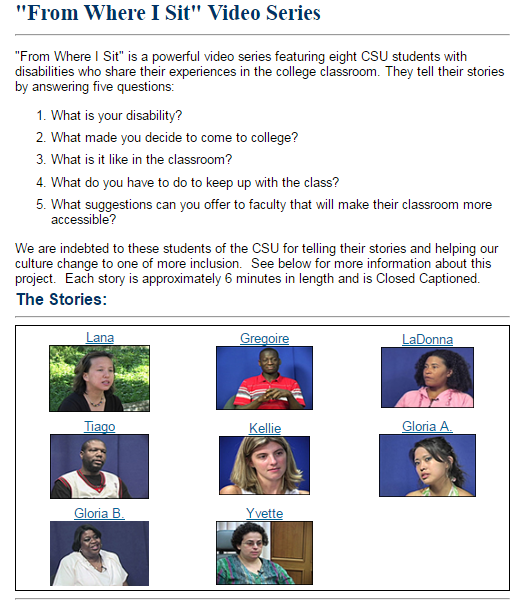 "From Where I Sit" Video Series
"From Where I Sit" is a powerful video series featuring eight CSU students with
disabilities who share their experiences in the college classroom. They tell their stories
by answering five questions:
1. What is your disability?
2. What made you decide to come to college?
3. What is it like in the classroom?
4. What do you have to do to keep up with the class?
5. What suggestions can you offer to faculty that will make their classroom more
accessible?
We are indebted to these students of the CSU for telling their stories and helping our
culture change to one of more inclusion.  See below for more information about this
project.  Each story is approximately 6 minutes in length and is Closed Captioned.
The Stories:
Lana
Gregoire
LaDonna
Tiago
Kellie
Gloria A.
Gloria B.
Yvette